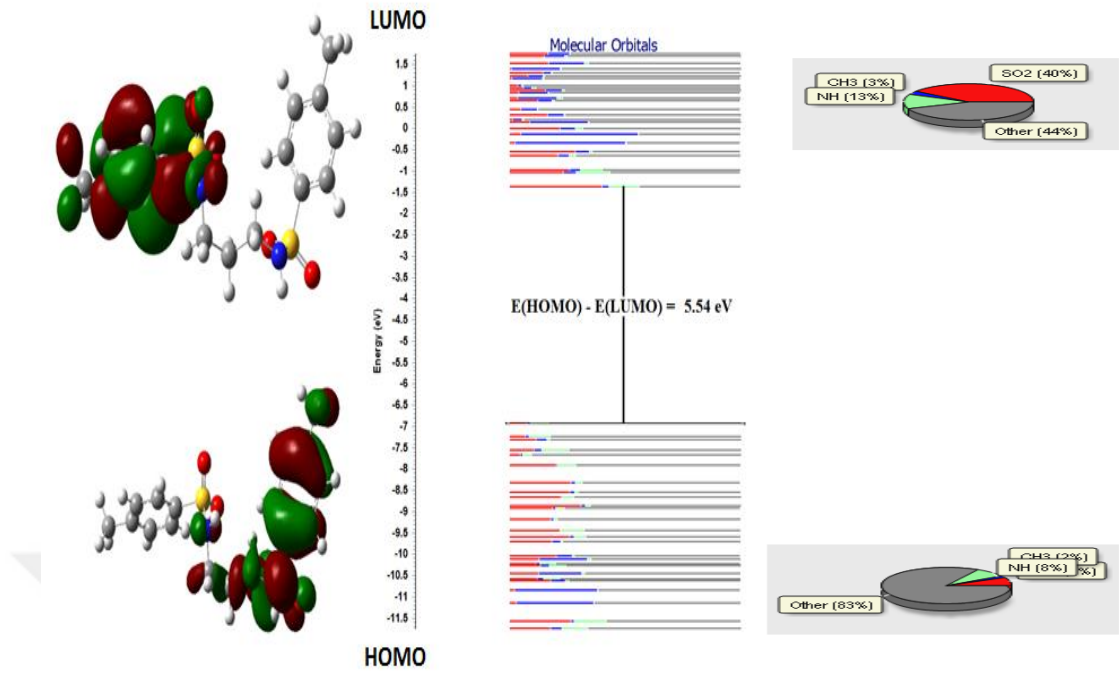 LUMO
Molecular Orbitals
1.5
1
0.5
0
-0.5
-1
-1.5
-2
-2.5
-3
-3.5
-4
-4.5
-5
-5.5
-6
-6.5
-7
-7.5
-8
-8.5
-9
-9.5
-10
-10.5
-11
-11.5
Energy (eV)
E(HOMO) - E(LUMO) = 5.54 eV
SO2 (40%)
CH3 (3%)
NH (13%)
Other (44%)
CH3 (2%)
NH (8%)
%)
Other (83%)
HOMO